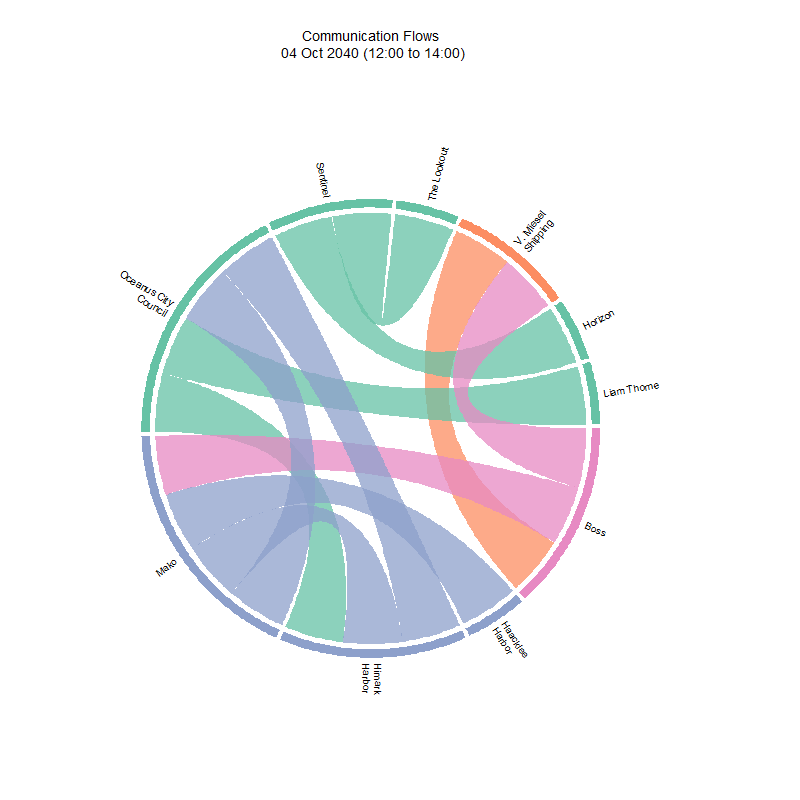 Communication Flows
04 Oct 2040 (12:00 to 14:00)
Sentinel
The Lookout
V. Miesel
Shipping
Horizon
Liam Thorne
Boss
Haacklee
Harbor
Himark
Harbor
Mako
Oceanus City
Council